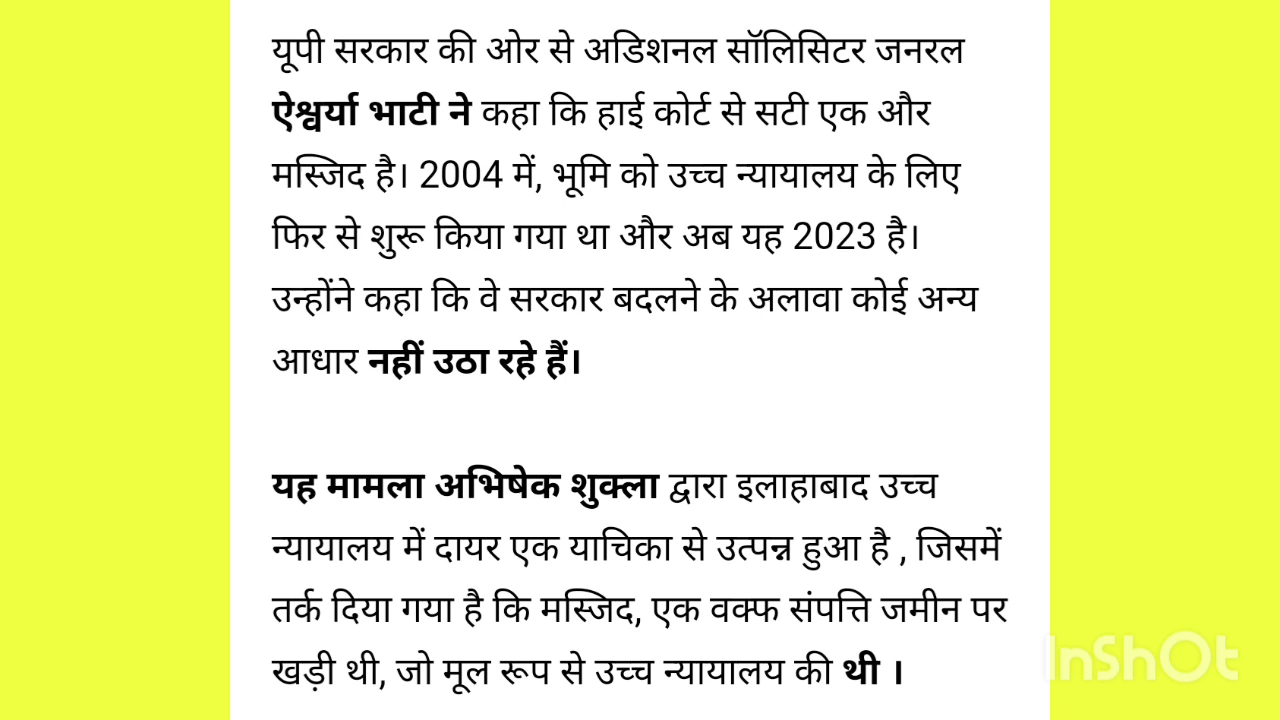 यूपी सरकार की ओर से अडिशनल सॉलिसिटर जनरल
ऐश्वर्या भाटी ने कहा कि हाई कोर्ट से सटी एक और
मस्जिद है। 2004 में, भूमि को उच्च न्यायालय के लिए
फिर से शुरू किया गया था और अब यह 2023 है।
उन्होंने कहा कि वे सरकार बदलने के अलावा कोई अन्य
आधार नहीं उठा रहे हैं।
यह मामला अभिषेक शुक्ला द्वारा इलाहाबाद उच्च
न्यायालय में दायर एक याचिका से उत्पन्न हुआ है , जिसमें
तर्क दिया गया है कि मस्जिद, एक वक्फ संपत्ति जमीन पर
खड़ी थी, जो मूल रूप से उच्च न्यायालय की थी ।
InShOt